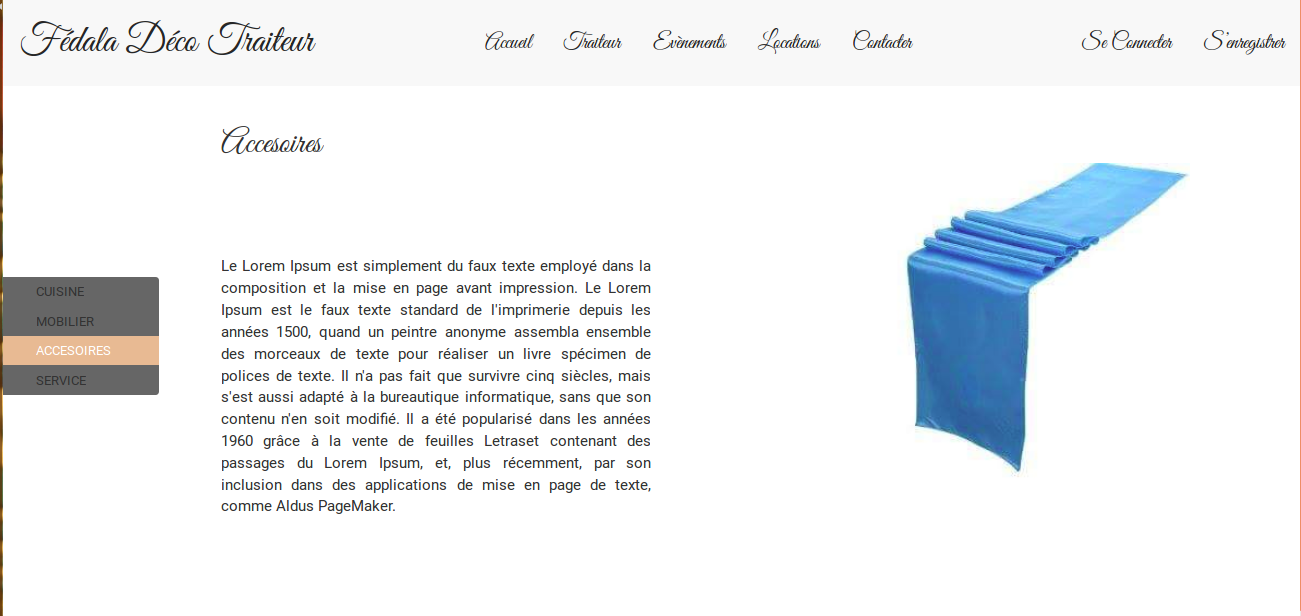 Fédala Déco Traiteur
Accueil Traiteur Evènements Locations Contacter
Se Connecter S'enregistrer
Accesoires
CUISINE
MOBILIER
ACCESOIRES
SERVICE
Le Lorem Ipsum est simplement du faux texte employé dans la
composition et la mise en page avant impression. Le Lorem
Ipsum est le faux texte standard de l'imprimerie depuis les
années 1500, quand un peintre anonyme assembla ensemble
des morceaux de texte pour réaliser un livre spécimen de
polices de texte. Il n'a pas fait que survivre cinq siècles, mais
s'est aussi adapté à la bureautique informatique, sans que son
contenu n'en soit modifié. Il a été popularisé dans les années
1960 grâce à la vente de feuilles Letraset contenant des
passages du Lorem Ipsum, et, plus récemment, par son
inclusion dans des applications de mise en page de texte,
comme Aldus PageMaker.